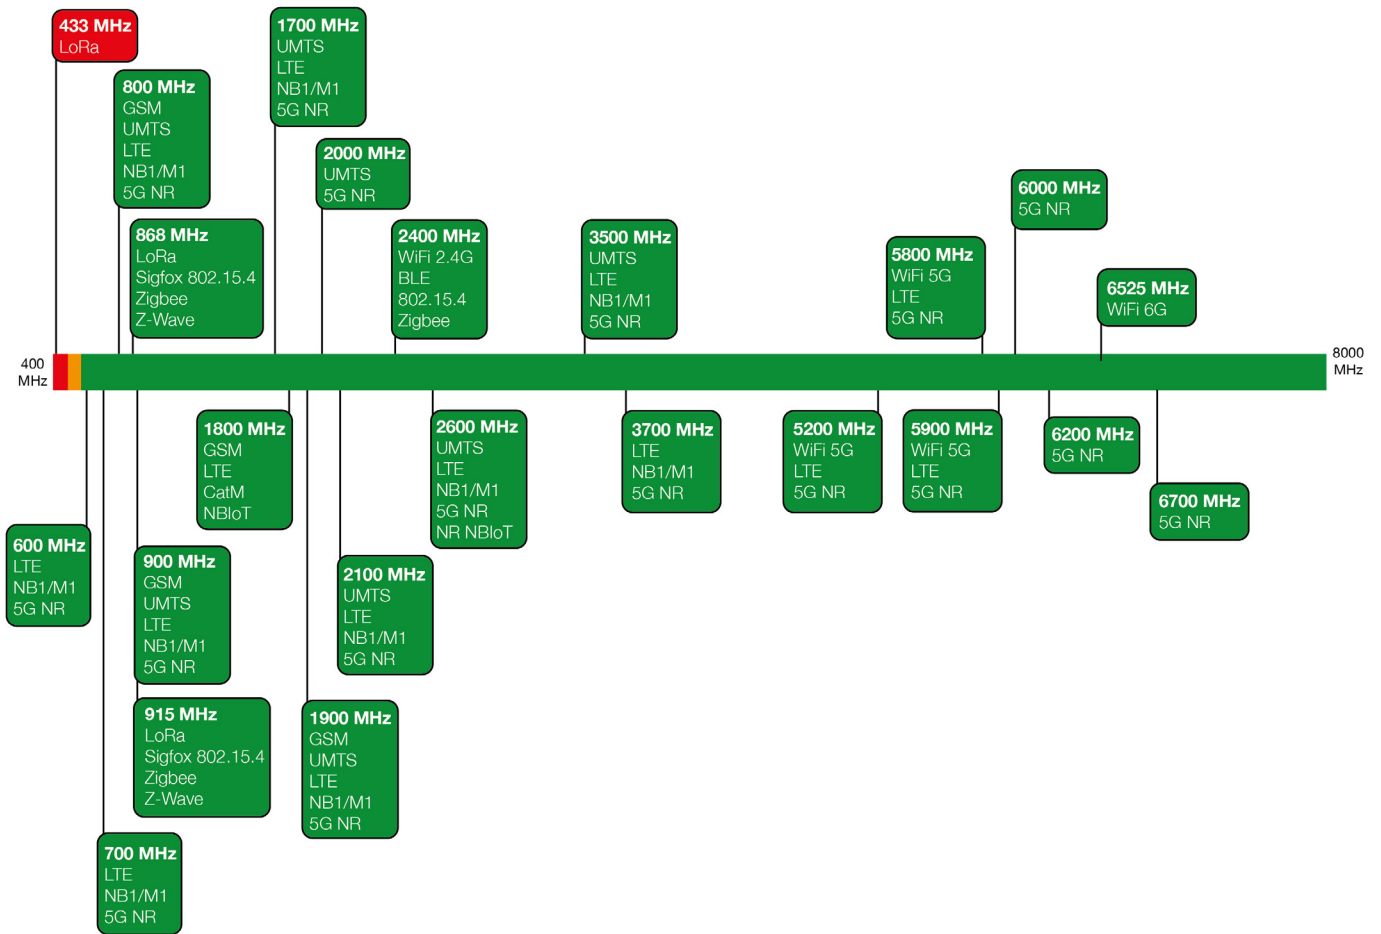 433 MHz
LoRa
800 MHz
GSM
UMTS
LTE
NB1/M1
5G NR
868 MHz
LoRa
Sigfox 802.15.4
Zigbee
Z-Wave
1700 MHz
UMTS
LTE
NB1/M1
5G NR
2000 MHz
UMTS
5G NR
2400 MHz
WiFi 2.4G
BLE
802.15.4
Zigbee
3500 MHz
UMTS
LTE
NB1/M1
5G NR
5800 MHz
WiFi 5G
LTE
5G NR
6000 MHz
5G NR
6525 MHz
WiFi 6G
400
MHz
8000
MHz
600 MHz
LTE
NB1/M1
5G NR
700 MHz
LTE
NB1/M1
5G NR
900 MHz
GSM
UMTS
LTE
NB1/M1
5G NR
915 MHz
LoRa
Sigfox 802.15.4
Zigbee
Z-Wave
1800 MHz
GSM
LTE
CatM
NBIoT
1900 MHz
GSM
UMTS
LTE
NB1/M1
5G NR
2100 MHz
UMTS
LTE
NB1/M1
5G NR
2600 MHz
UMTS
LTE
NB1/M1
5G NR
NR NBIoT
3700 MHz
LTE
NB1/M1
5G NR
5200 MHz
WiFi 5G
LTE
5G NR
5900 MHz
WiFi 5G
LTE
5G NR
6200 MHz
5G NR
6700 MHz
5G NR